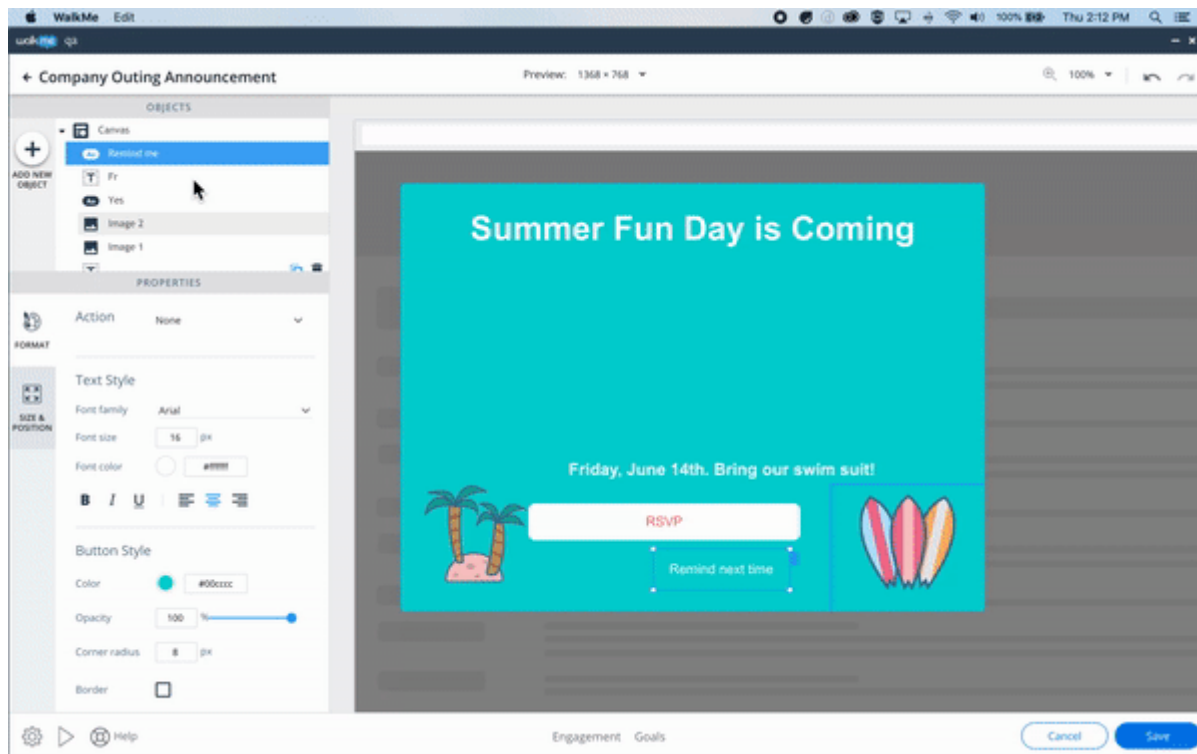 WalkMe Edit 100% Thu 2:12 PM
walkme qa
← Company Outing Announcement Preview: 1368 × 768 100%
OBJECTS
ADD NEW OBJECT
Canvas
Remind me
Fr
Yes
Image 2
Image 1
PROPERTIES
FORMAT
SIZE & POSITION
Action None
Text Style
Font family Arial
Font size 16 px
Font color #ffffff
B I U
Button Style
Color #00cccc
Opacity 100 %
Corner radius 8 px
Border
Summer Fun Day is Coming
Friday, June 14th. Bring our swim suit!
RSVP
Remind next time
Help Engagement Goals Cancel Save